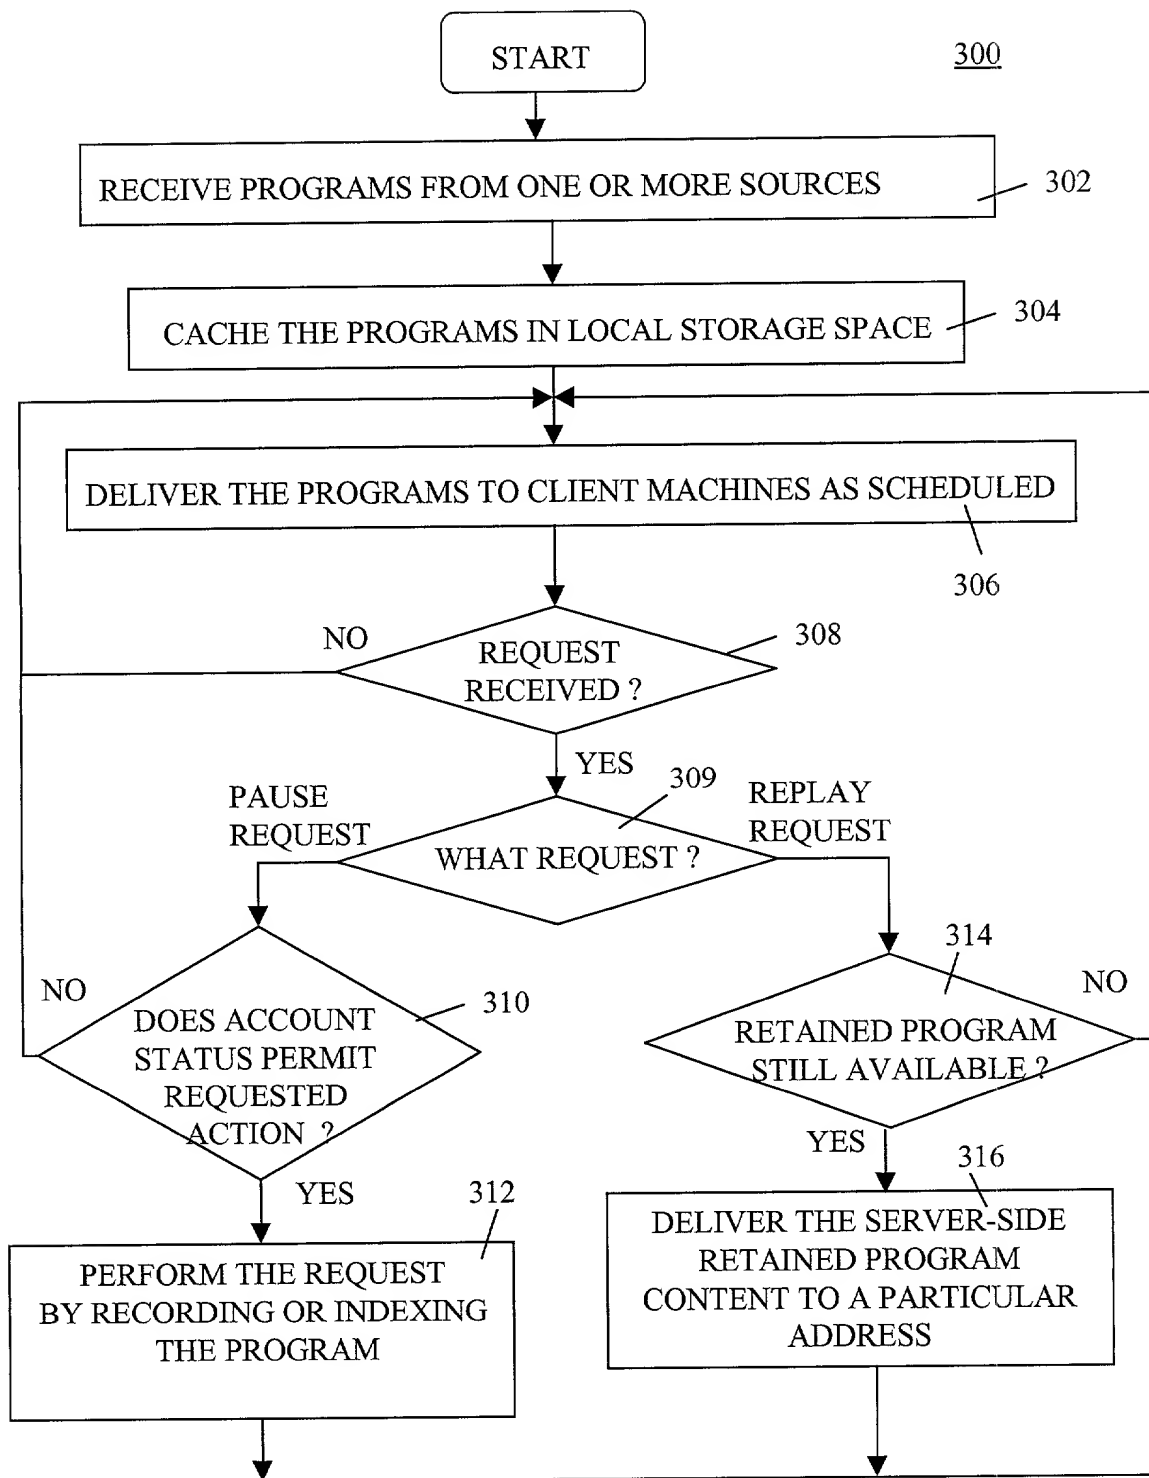 START
300
RECEIVE PROGRAMS FROM ONE OR MORE SOURCES
302
CACHE THE PROGRAMS IN LOCAL STORAGE SPACE
304
DELIVER THE PROGRAMS TO CLIENT MACHINES AS SCHEDULED
306
NO
REQUEST
RECEIVED ?
308
YES
309
PAUSE
REQUEST
WHAT REQUEST ?
REPLAY
REQUEST
NO
DOES ACCOUNT
STATUS PERMIT
REQUESTED
ACTION ?
310
314
NO
RETAINED PROGRAM
STILL AVAILABLE ?
YES
312
YES
316
PERFORM THE REQUEST
BY RECORDING OR INDEXING
THE PROGRAM
DELIVER THE SERVER-SIDE
RETAINED PROGRAM
CONTENT TO A PARTICULAR
ADDRESS